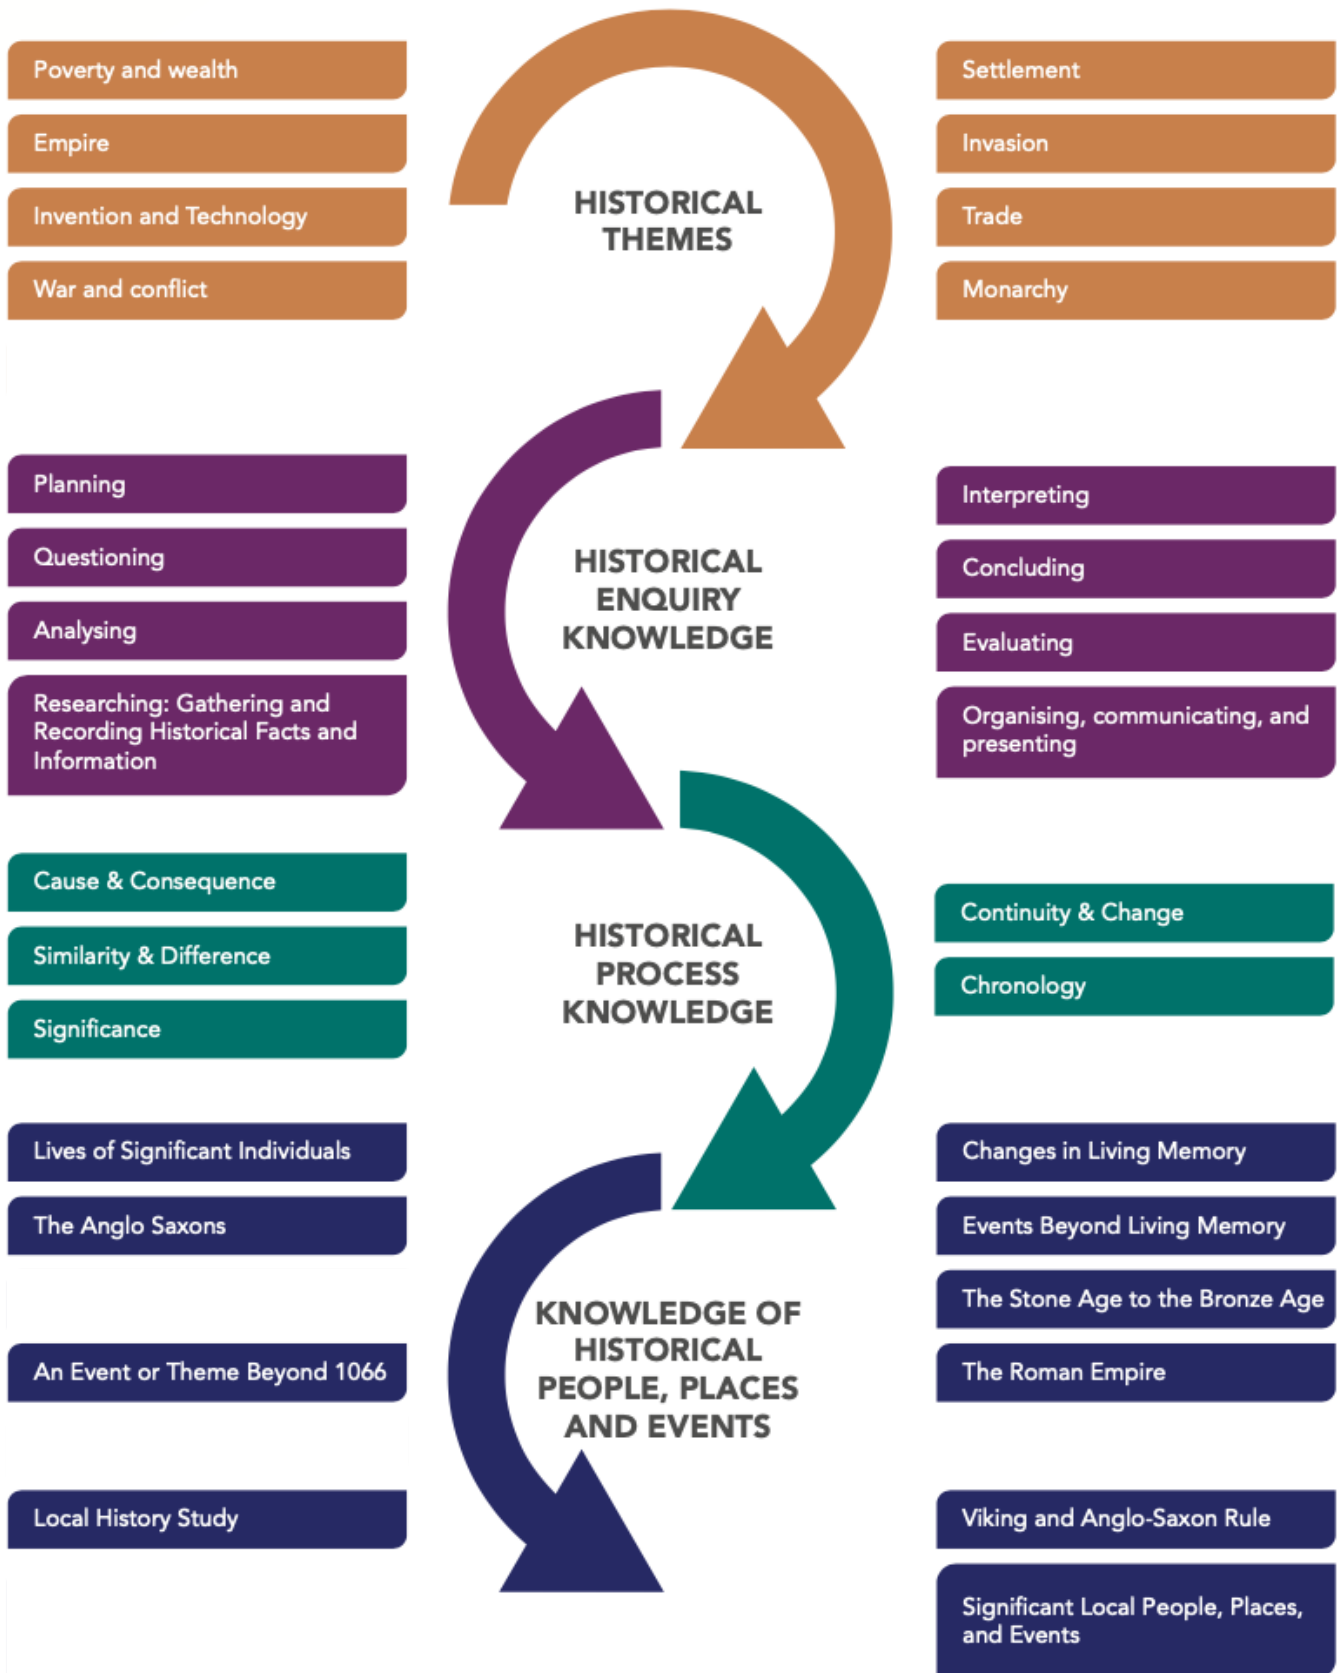 Poverty and wealth
Empire
Invention and Technology
War and conflict
HISTORICAL
THEMES
Settlement
Invasion
Trade
Monarchy
Planning
Questioning
Analysing
Researching: Gathering and
Recording Historical Facts and
Information
HISTORICAL
ENQUIRY
KNOWLEDGE
Interpreting
Concluding
Evaluating
Organising, communicating, and
presenting
Cause & Consequence
Similarity & Difference
Significance
HISTORICAL
PROCESS
KNOWLEDGE
Continuity & Change
Chronology
Lives of Significant Individuals
The Anglo Saxons
An Event or Theme Beyond 1066
Local History Study
KNOWLEDGE OF
HISTORICAL
PEOPLE, PLACES
AND EVENTS
Changes in Living Memory
Events Beyond Living Memory
The Stone Age to the Bronze Age
The Roman Empire
Viking and Anglo-Saxon Rule
Significant Local People, Places,
and Events